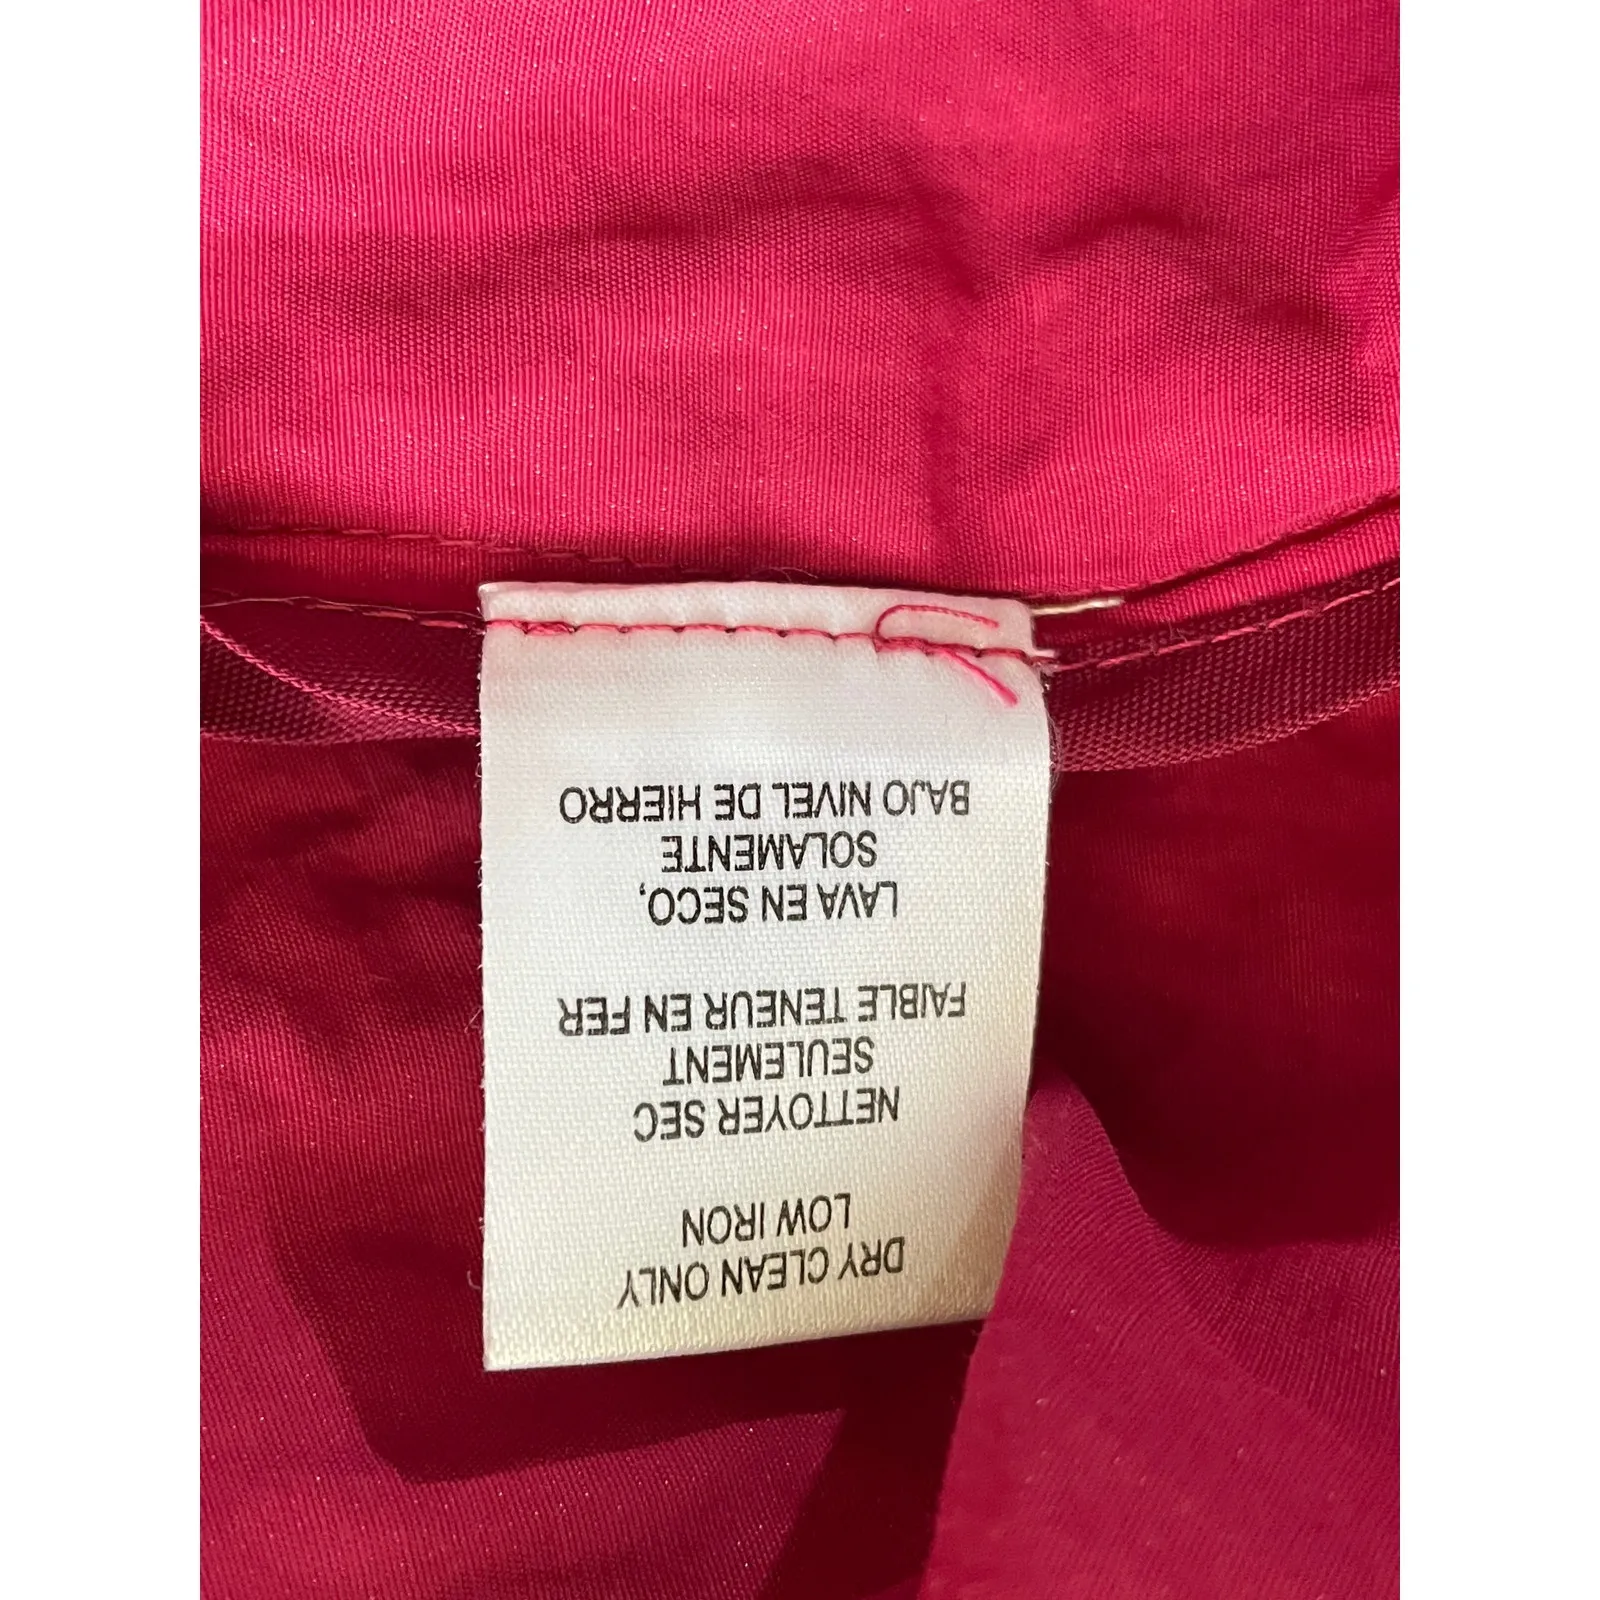 DRY CLEAN ONLY
LOW IRON
NETTOYER SEC
SEULEMENT
FAIBLE TENEUR EN FER
LAVA EN SECO,
SOLAMENTE
BAJO NIVEL DE HIERRO